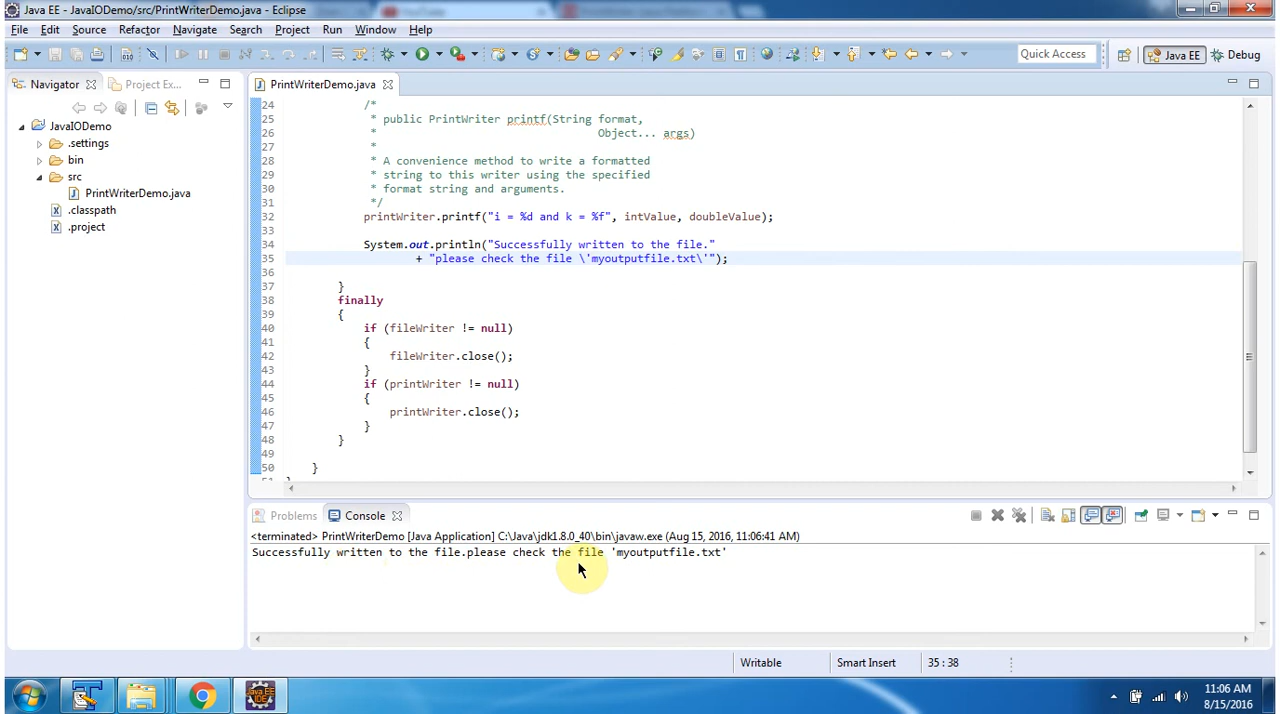 Java EE - JavaIODemo/src/PrintWriterDemo.java - Eclipse
File Edit Source Refactor Navigate Search Project Run Window Help
Quick Access Java EE Debug
Navigator Project Ex...
PrintWriterDemo.java
JavaIODemo
.settings
bin
src
PrintWriterDemo.java
.classpath
.project
24 /*
25 * public PrintWriter printf(String format,
26 * Object... args)
27 *
28 * A convenience method to write a formatted
29 * string to this writer using the specified
30 * format string and arguments.
31 */
32 printWriter.printf("i = %d and k = %f", intValue, doubleValue);
33
34 System.out.println("Successfully written to the file."
35 + "please check the file \'myoutputfile.txt\'");
36
37 }
38 finally
39 {
40 if (fileWriter != null)
41 {
42 fileWriter.close();
43 }
44 if (printWriter != null)
45 {
46 printWriter.close();
47 }
48 }
49
50 }
Problems Console
<terminated> PrintWriterDemo [Java Application] C:\Java\jdk1.8.0_40\bin\javaw.exe (Aug 15, 2016, 11:06:41 AM)
Successfully written to the file.please check the file 'myoutputfile.txt'
Writable Smart Insert 35 : 38
Java EE IDE
11:06 AM
8/15/2016